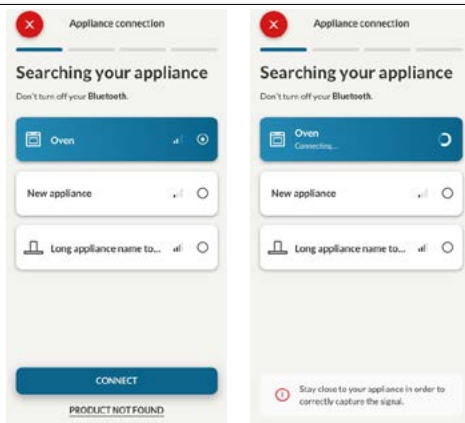 Appliance connection
Searching your appliance
Don't turn off your Bluetooth.
Oven
New appliance
Long appliance name to...
CONNECT
PRODUCT NOT FOUND
Appliance connection
Searching your appliance
Don't turn off your Bluetooth.
Oven
Connecting...
New appliance
Long appliance name to...
Stay close to your appliance in order to
correctly capture the signal.